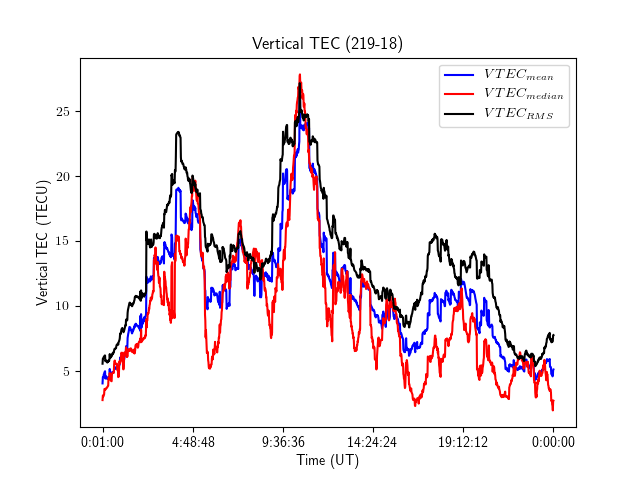 Vertical TEC (219-18)
VTEC_mean
VTEC_median
VTEC_RMS
Vertical TEC (TECU)
25
20
15
10
5
0:01:00 4:48:48 9:36:36 14:24:24 19:12:12 0:00:00
Time (UT)